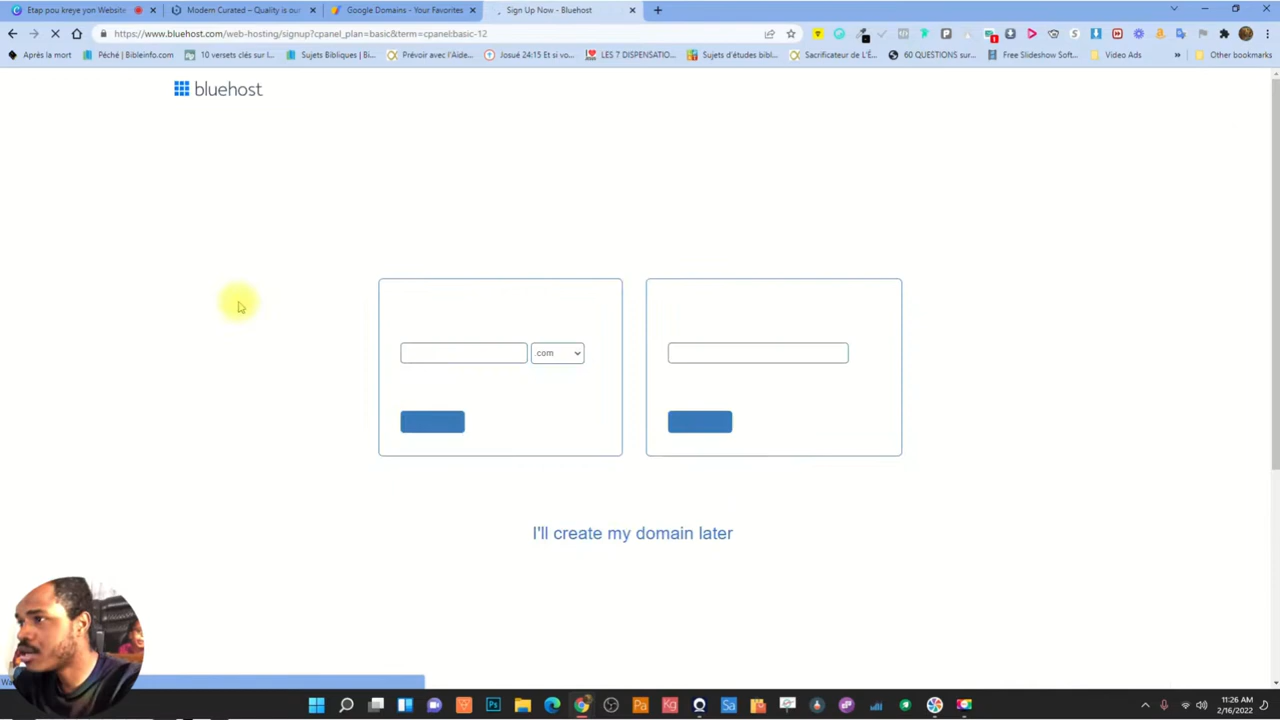 Etap pou kreye yon Website
Modern Curated – Quality is our
Google Domains - Your Favorites
Sign Up Now - Bluehost
https://www.bluehost.com/web-hosting/signup?cpanel_plan=basic&term=cpanel:basic-12
Après la mort
Péché | Bibleinfo.com
10 versets clés sur l...
Sujets Bibliques | Bi...
Prévoir avec l'Aide...
Josué 24:15 Et si vo...
LES 7 DISPENSATIO...
Sujets d'études bibl...
Sacrificateur de L'É...
60 QUESTIONS sur...
Free Slideshow Soft...
Video Ads
»
Other bookmarks
bluehost
.com
I'll create my domain later
Ps
Pa
Kg
Sa
11:26 AM
2/16/2022